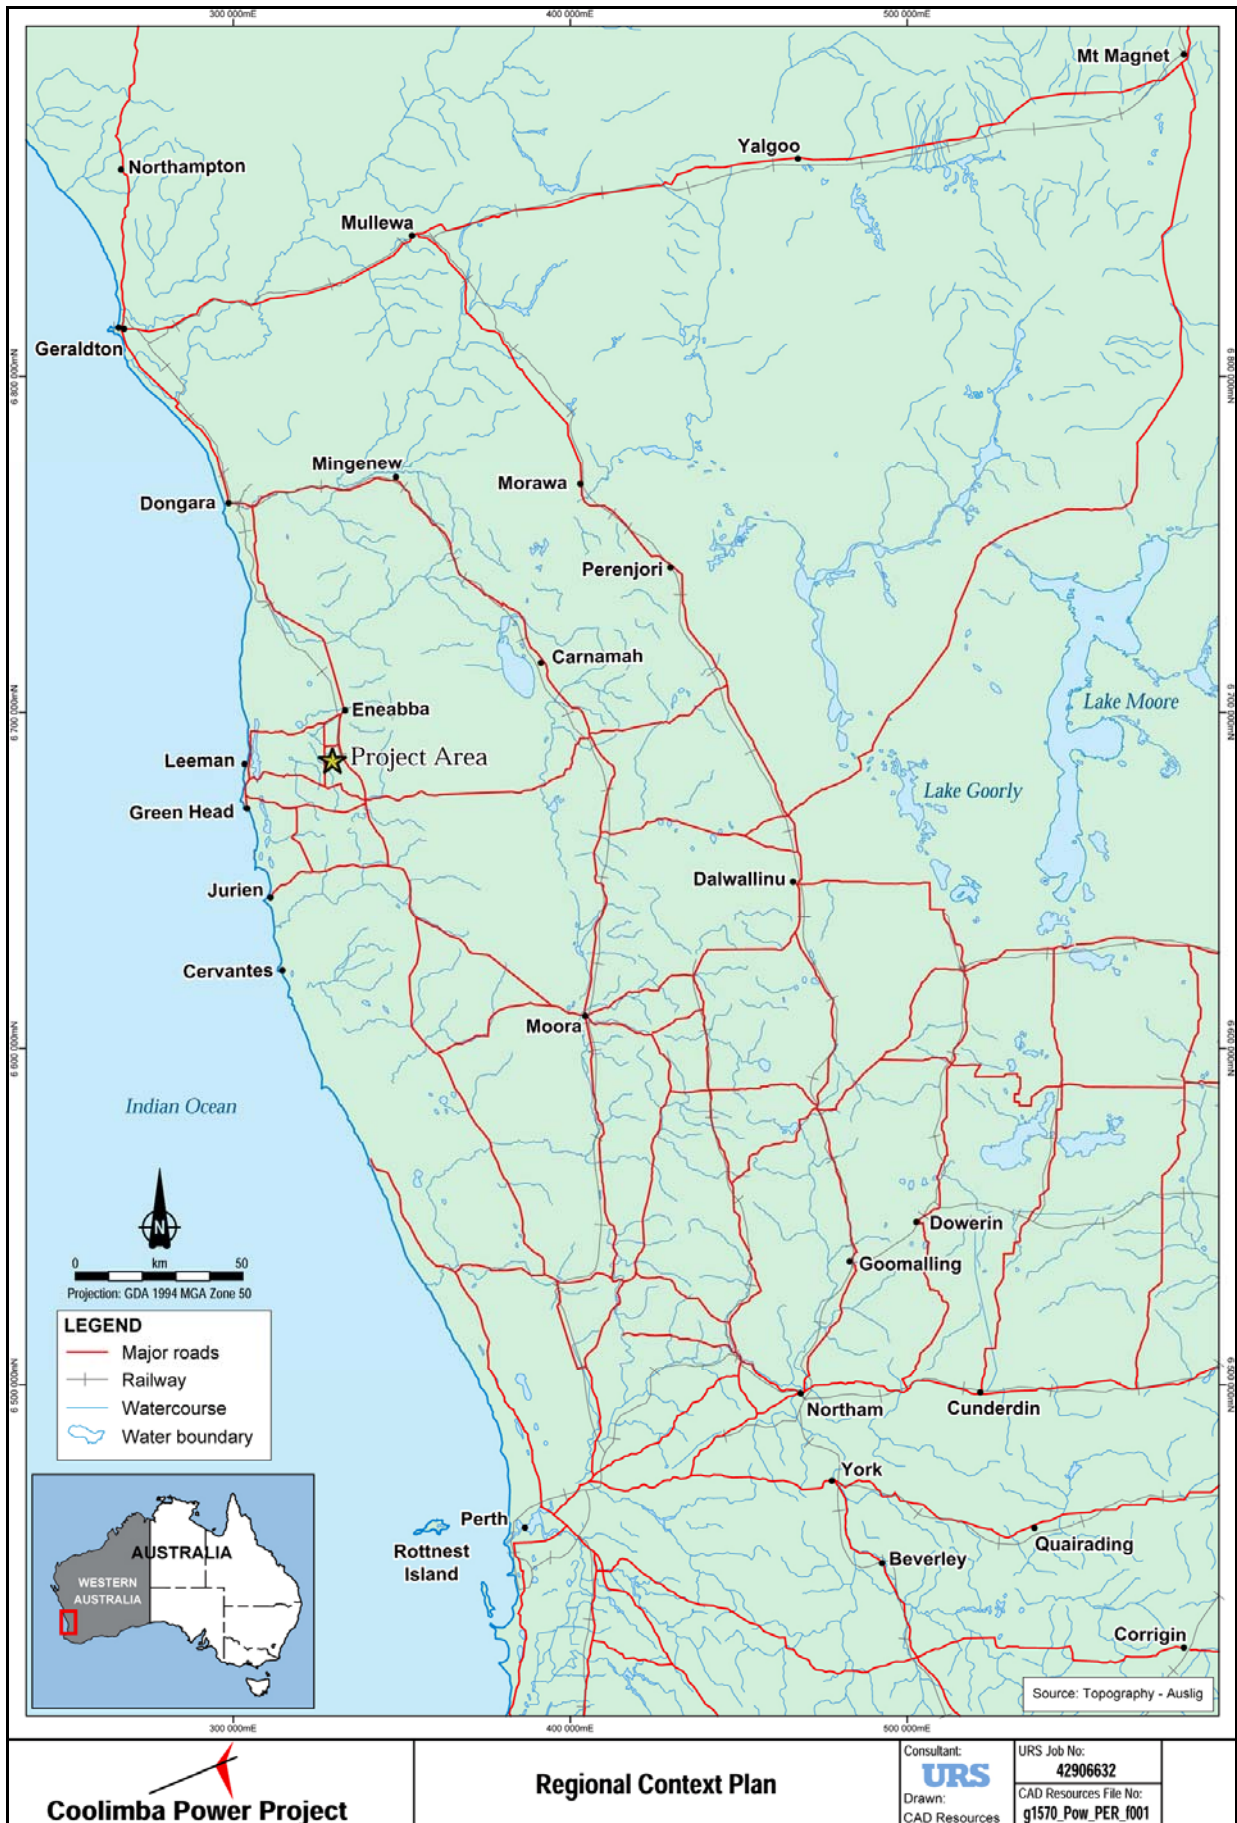 300 000mE
400 000mE
500 000mE
Mt Magnet
Yalgoo
Northampton
Mullewa
Geraldton
6 800 000mN
6 800 000mN
Mingenew
Morawa
Dongara
Perenjori
Carnamah
Eneabba
6 700 000mN
6 700 000mN
Lake Moore
Leeman
Project Area
Lake Goorly
Green Head
Dalwallinu
Jurien
Cervantes
Moora
6 600 000mN
6 600 000mN
Indian Ocean
N
Dowerin
Goomalling
0 km 50
Projection: GDA 1994 MGA Zone 50
LEGEND
Major roads
Railway
Watercourse
Water boundary
6 500 000mN
6 500 000mN
Northam
Cunderdin
York
Perth
Rottnest
Island
Quairading
Beverley
AUSTRALIA
WESTERN
AUSTRALIA
Corrigin
Source: Topography - Auslig
300 000mE
400 000mE
500 000mE
Coolimba Power Project
Regional Context Plan
Consultant:
URS
Drawn:
CAD Resources
URS Job No:
42906632
CAD Resources File No:
g1570_Pow_PER_f001